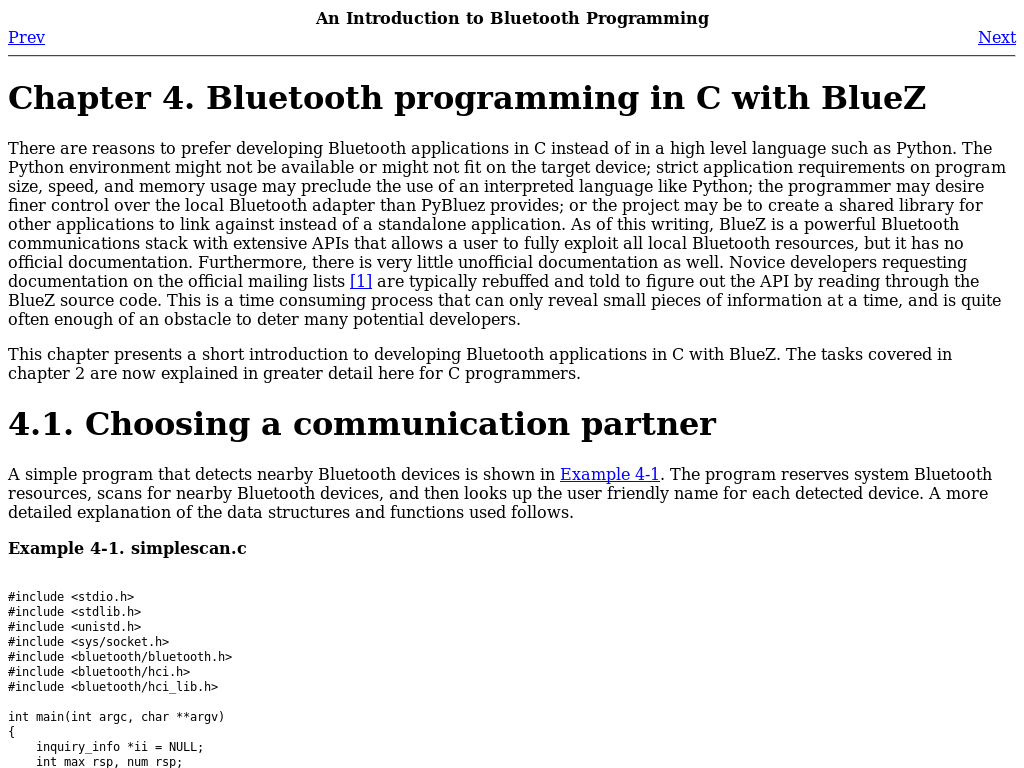 An Introduction to Bluetooth Programming
Prev
Next
Chapter 4. Bluetooth programming in C with BlueZ
There are reasons to prefer developing Bluetooth applications in C instead of in a high level language such as Python. The
Python environment might not be available or might not fit on the target device; strict application requirements on program
size, speed, and memory usage may preclude the use of an interpreted language like Python; the programmer may desire
finer control over the local Bluetooth adapter than PyBluez provides; or the project may be to create a shared library for
other applications to link against instead of a standalone application. As of this writing, BlueZ is a powerful Bluetooth
communications stack with extensive APIs that allows a user to fully exploit all local Bluetooth resources, but it has no
official documentation. Furthermore, there is very little unofficial documentation as well. Novice developers requesting
documentation on the official mailing lists [1] are typically rebuffed and told to figure out the API by reading through the
BlueZ source code. This is a time consuming process that can only reveal small pieces of information at a time, and is quite
often enough of an obstacle to deter many potential developers.
This chapter presents a short introduction to developing Bluetooth applications in C with BlueZ. The tasks covered in
chapter 2 are now explained in greater detail here for C programmers.
4.1. Choosing a communication partner
A simple program that detects nearby Bluetooth devices is shown in Example 4-1. The program reserves system Bluetooth
resources, scans for nearby Bluetooth devices, and then looks up the user friendly name for each detected device. A more
detailed explanation of the data structures and functions used follows.
Example 4-1. simplescan.c
#include <stdio.h>
#include <stdlib.h>
#include <unistd.h>
#include <sys/socket.h>
#include <bluetooth/bluetooth.h>
#include <bluetooth/hci.h>
#include <bluetooth/hci_lib.h>
int main(int argc, char **argv)
{
    inquiry_info *ii = NULL;
    int max_rsp, num_rsp;